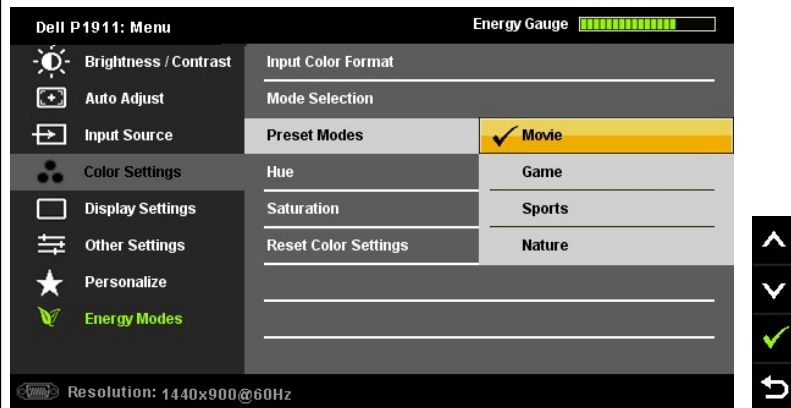 Dell P1911: Menu
Energy Gauge
Brightness / Contrast
Auto Adjust
Input Source
Color Settings
Display Settings
Other Settings
Personalize
Energy Modes
Input Color Format
Mode Selection
Preset Modes
Hue
Saturation
Reset Color Settings
Movie
Game
Sports
Nature
Resolution: 1440x900@60Hz